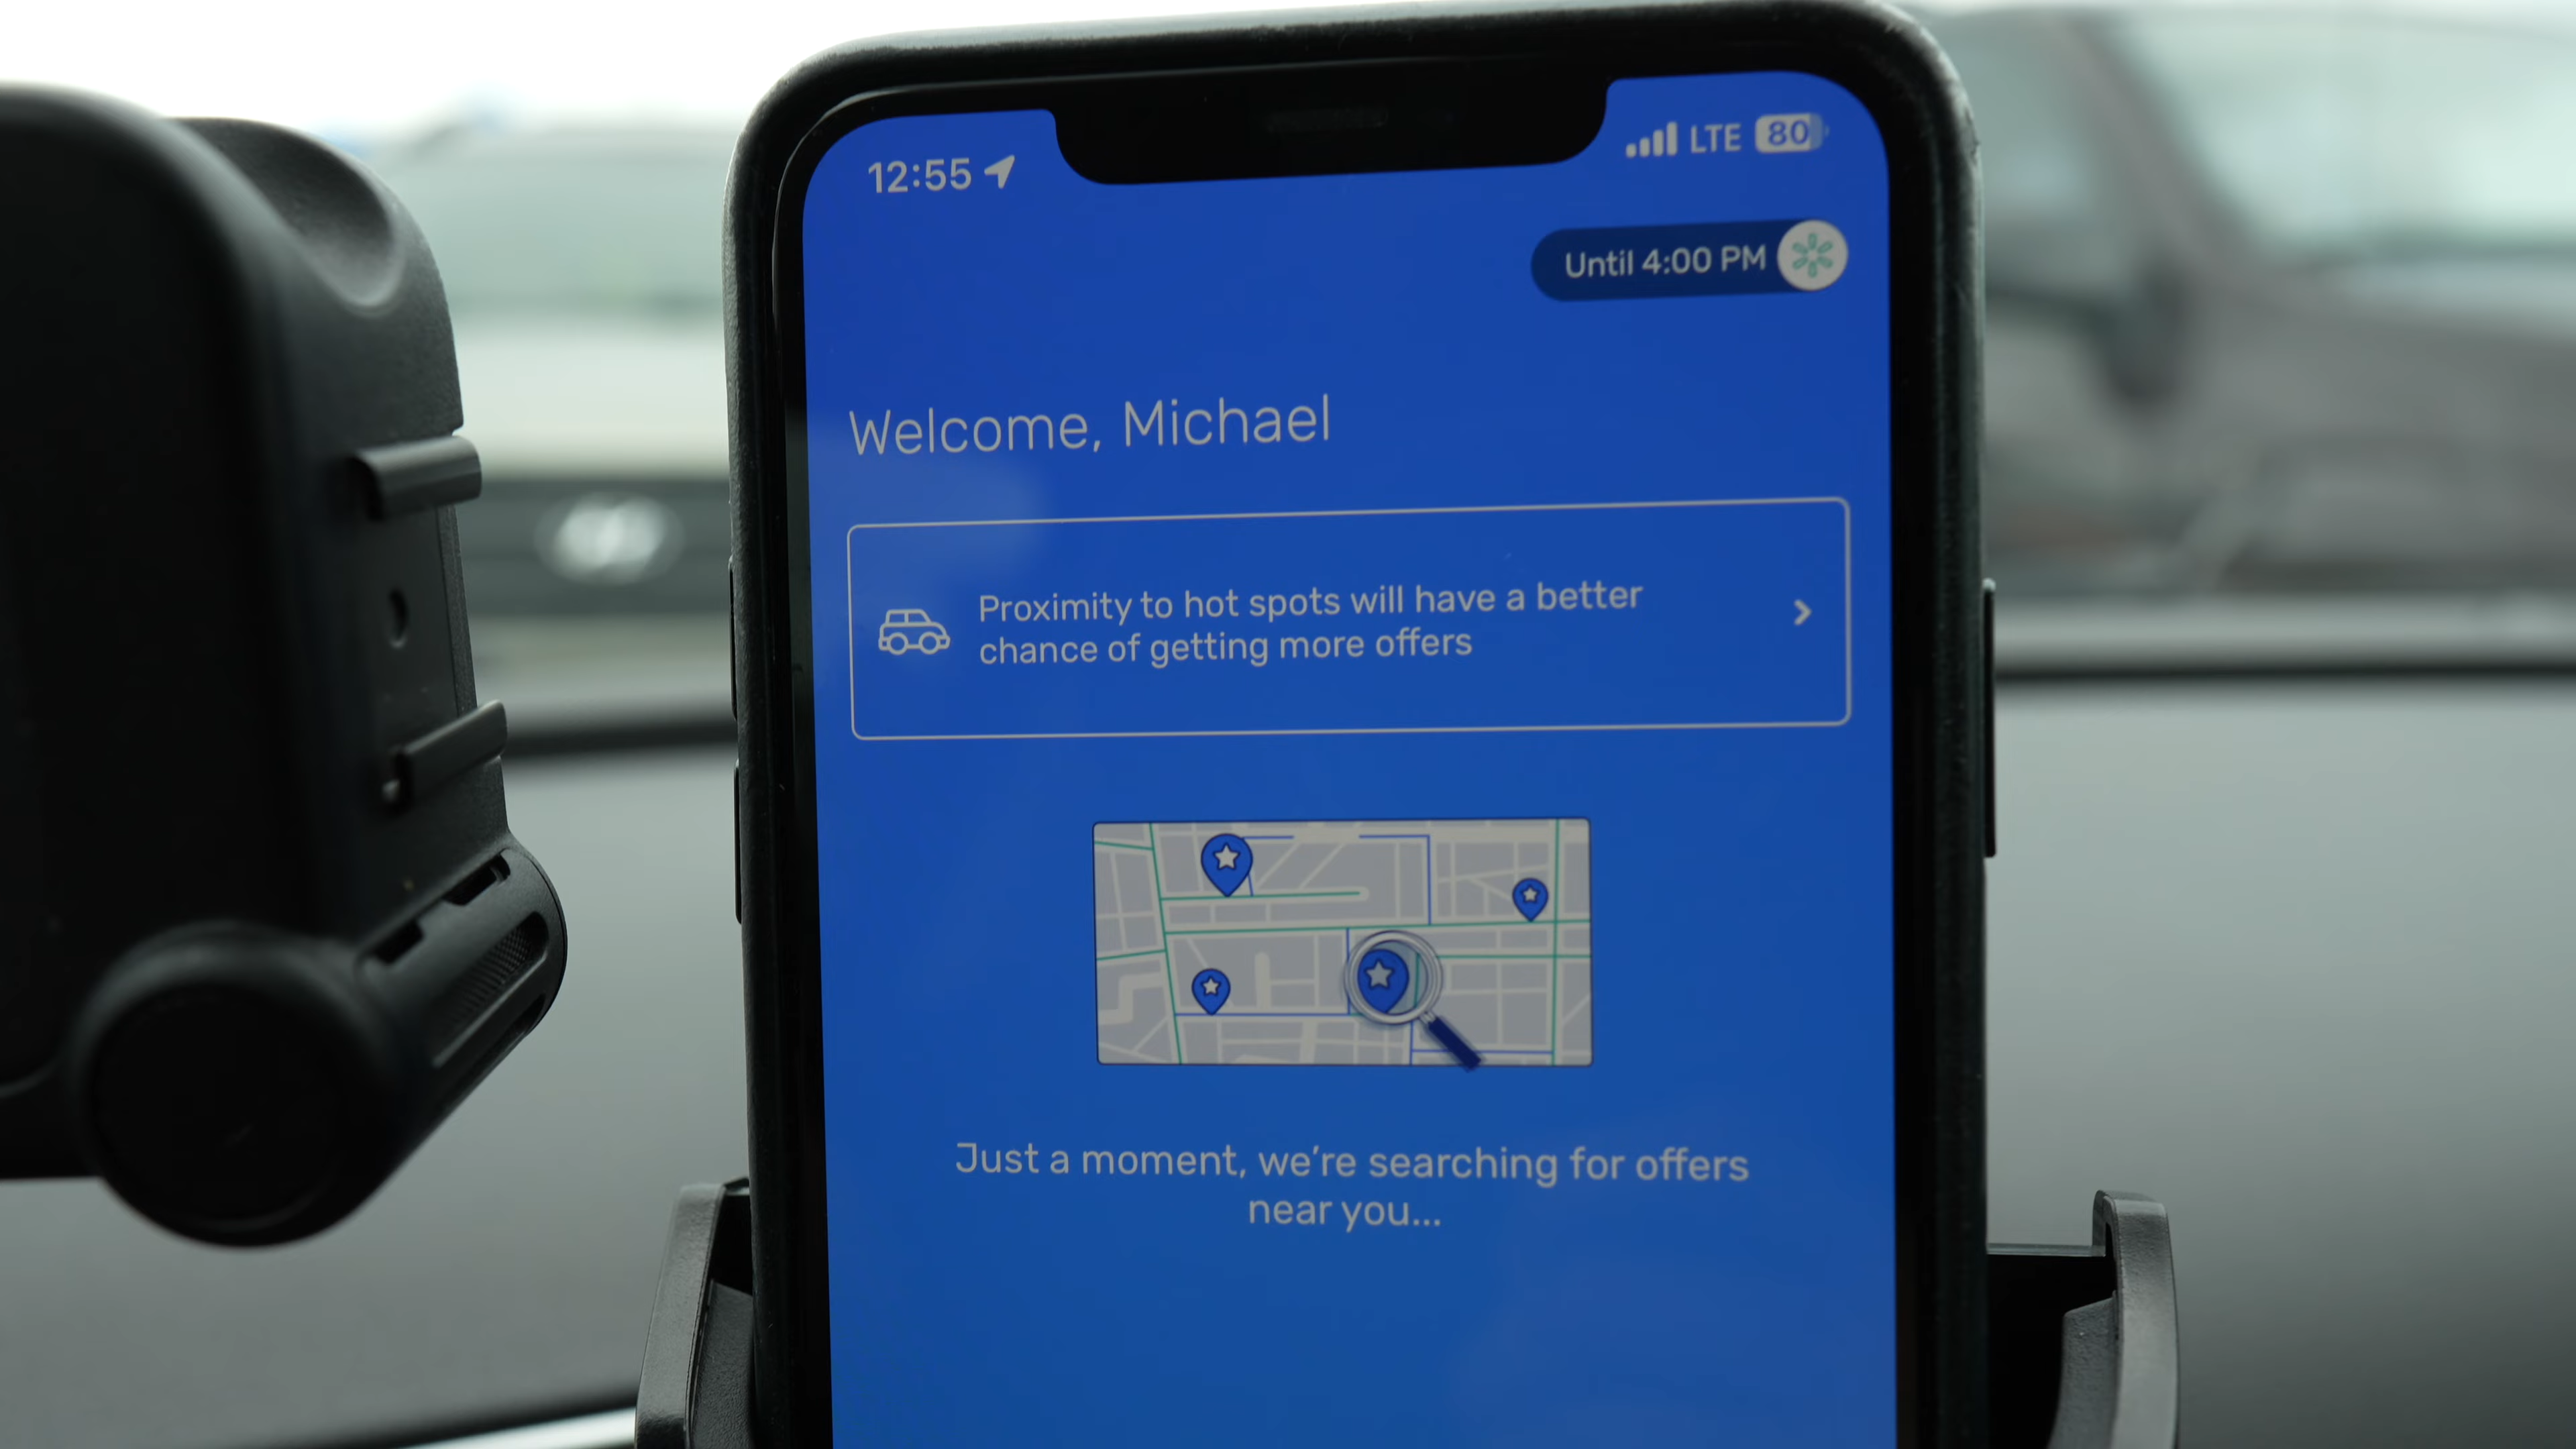 12:55
LTE 80
Until 4:00 PM
Welcome, Michael
Proximity to hot spots will have a better
chance of getting more offers
Just a moment, we’re searching for offers
near you...